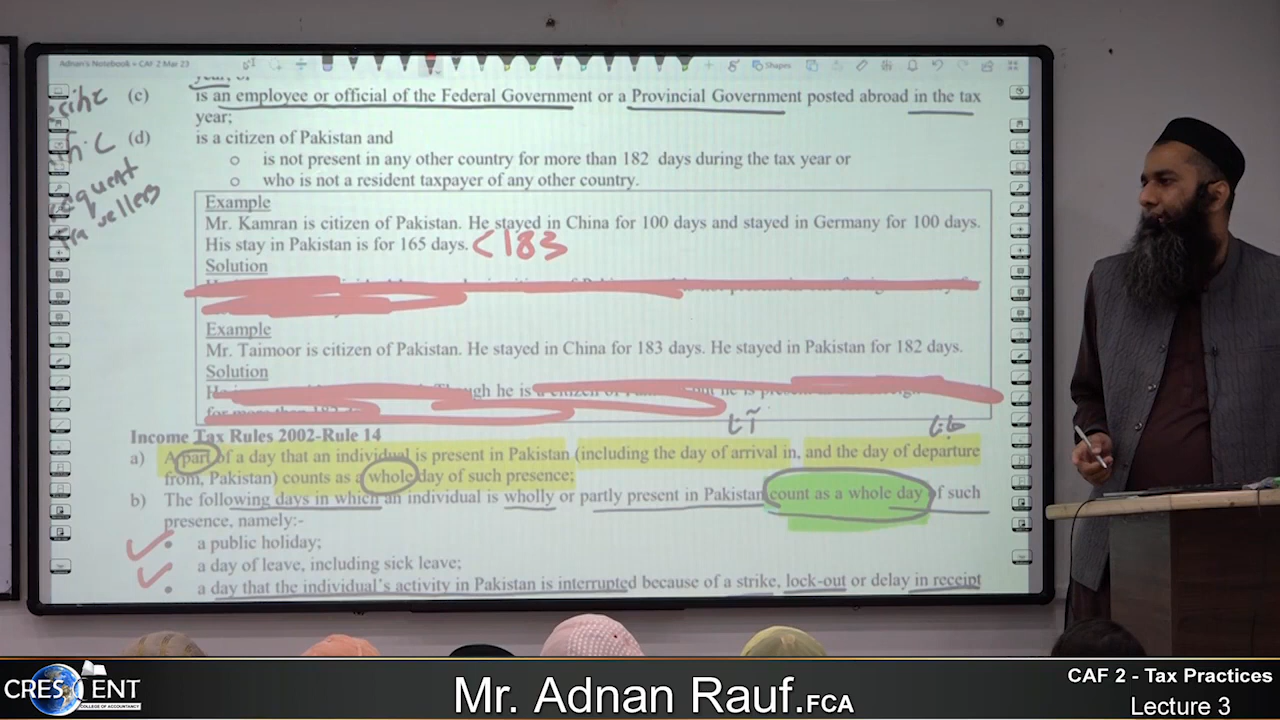 Adnan's Notebook - CAF 2 Mar 23
Shapes
year, or
(c) is an employee or official of the Federal Government or a Provincial Government posted abroad in the tax
year;
(d) is a citizen of Pakistan and
o is not present in any other country for more than 182 days during the tax year or
o who is not a resident taxpayer of any other country.
Example
Mr. Kamran is citizen of Pakistan. He stayed in China for 100 days and stayed in Germany for 100 days.
His stay in Pakistan is for 165 days. <183
Solution
Example
Mr. Taimoor is citizen of Pakistan. He stayed in China for 183 days. He stayed in Pakistan for 182 days.
Solution
he is
آنا
جانا
Income Tax Rules 2002-Rule 14
a) A part of a day that an individual is present in Pakistan (including the day of arrival in, and the day of departure
from, Pakistan) counts as a whole day of such presence;
b) The following days in which an individual is wholly or partly present in Pakistan count as a whole day of such
presence, namely:-
• a public holiday;
• a day of leave, including sick leave;
• a day that the individual's activity in Pakistan is interrupted because of a strike, lock-out or delay in receipt
CRESCENT
COLLEGE OF ACCOUNTANCY
Mr. Adnan Rauf.FCA
CAF 2 - Tax Practices
Lecture 3